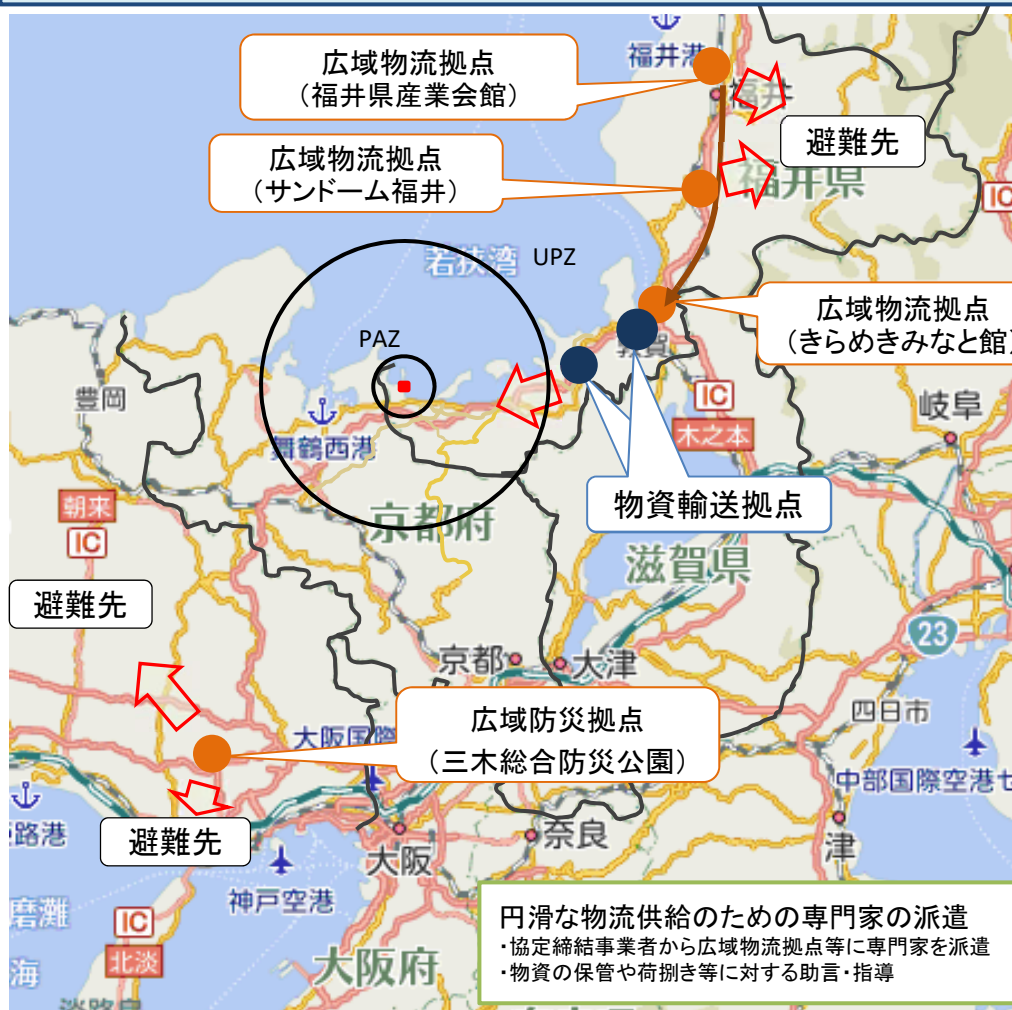 福井港
広域物流拠点
（福井県産業会館）
福井
避難先
広域物流拠点
（サンドーム福井）
福井県
IC
若狭湾
UPZ
広域物流拠点
（きらめきみなと館）
PAZ
敦賀
豊岡
IC
岐阜
舞鶴西港
木之本
物資輸送拠点
朝来
IC
京都府
滋賀県
避難先
23
京都
大津
広域防災拠点
（三木総合防災公園）
四日市
大阪国際
中部国際空港セ
路港
避難先
奈良
大阪
津
神戸空港
磨灘
IC
北淡
海
大阪府
淡路島
円滑な物流供給のための専門家の派遣
・協定締結事業者から広域物流拠点等に専門家を派遣
・物資の保管や荷捌き等に対する助言・指導